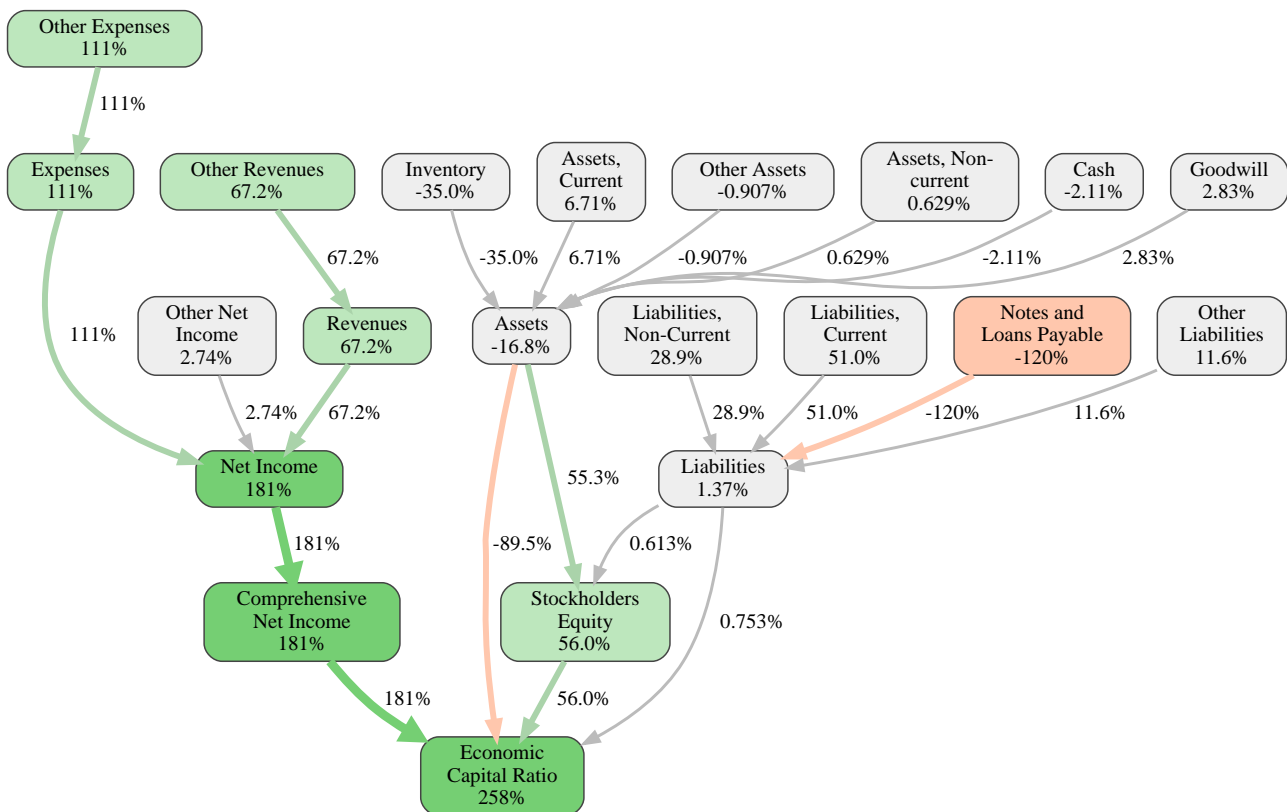 Other Expenses
111%
111%
Expenses
111%
Other Revenues
67.2%
Inventory
-35.0%
Assets,
Current
6.71%
Other Assets
-0.907%
Assets, Non-
current
0.629%
Cash
-2.11%
Goodwill
2.83%
67.2%
-35.0%
6.71%
-0.907%
0.629%
-2.11%
2.83%
111%
Other Net
Income
2.74%
Revenues
67.2%
Assets
-16.8%
Liabilities,
Non-Current
28.9%
Liabilities,
Current
51.0%
Notes and
Loans Payable
-120%
Other
Liabilities
11.6%
2.74%
67.2%
28.9%
51.0%
-120%
11.6%
Net Income
181%
55.3%
Liabilities
1.37%
181%
-89.5%
0.613%
Comprehensive
Net Income
181%
Stockholders
Equity
56.0%
0.753%
181%
56.0%
Economic
Capital Ratio
258%